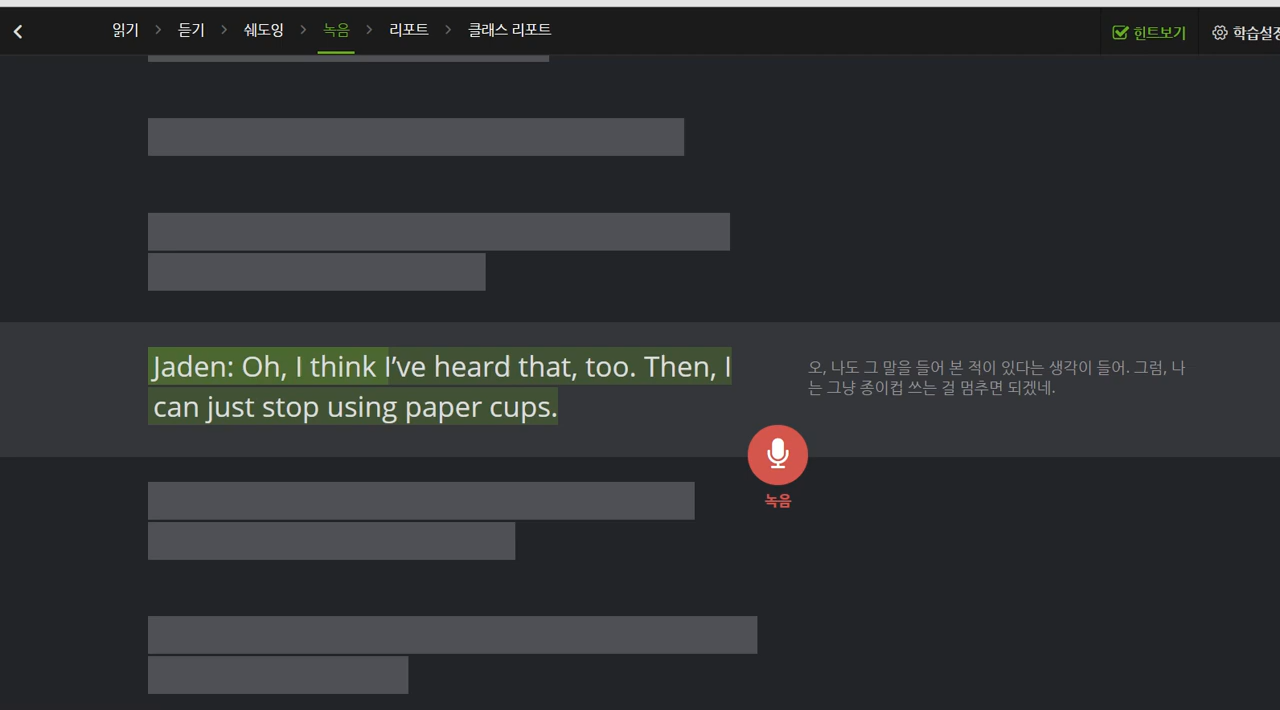 읽기 > 듣기 > 쉐도잉 > 녹음 > 리포트 > 클래스 리포트 힌트보기 학습설정
Jaden: Oh, I think I’ve heard that, too. Then, I
can just stop using paper cups.
오, 나도 그 말을 들어 본 적이 있다는 생각이 들어. 그럼, 나
는 그냥 종이컵 쓰는 걸 멈추면 되겠네.
녹음